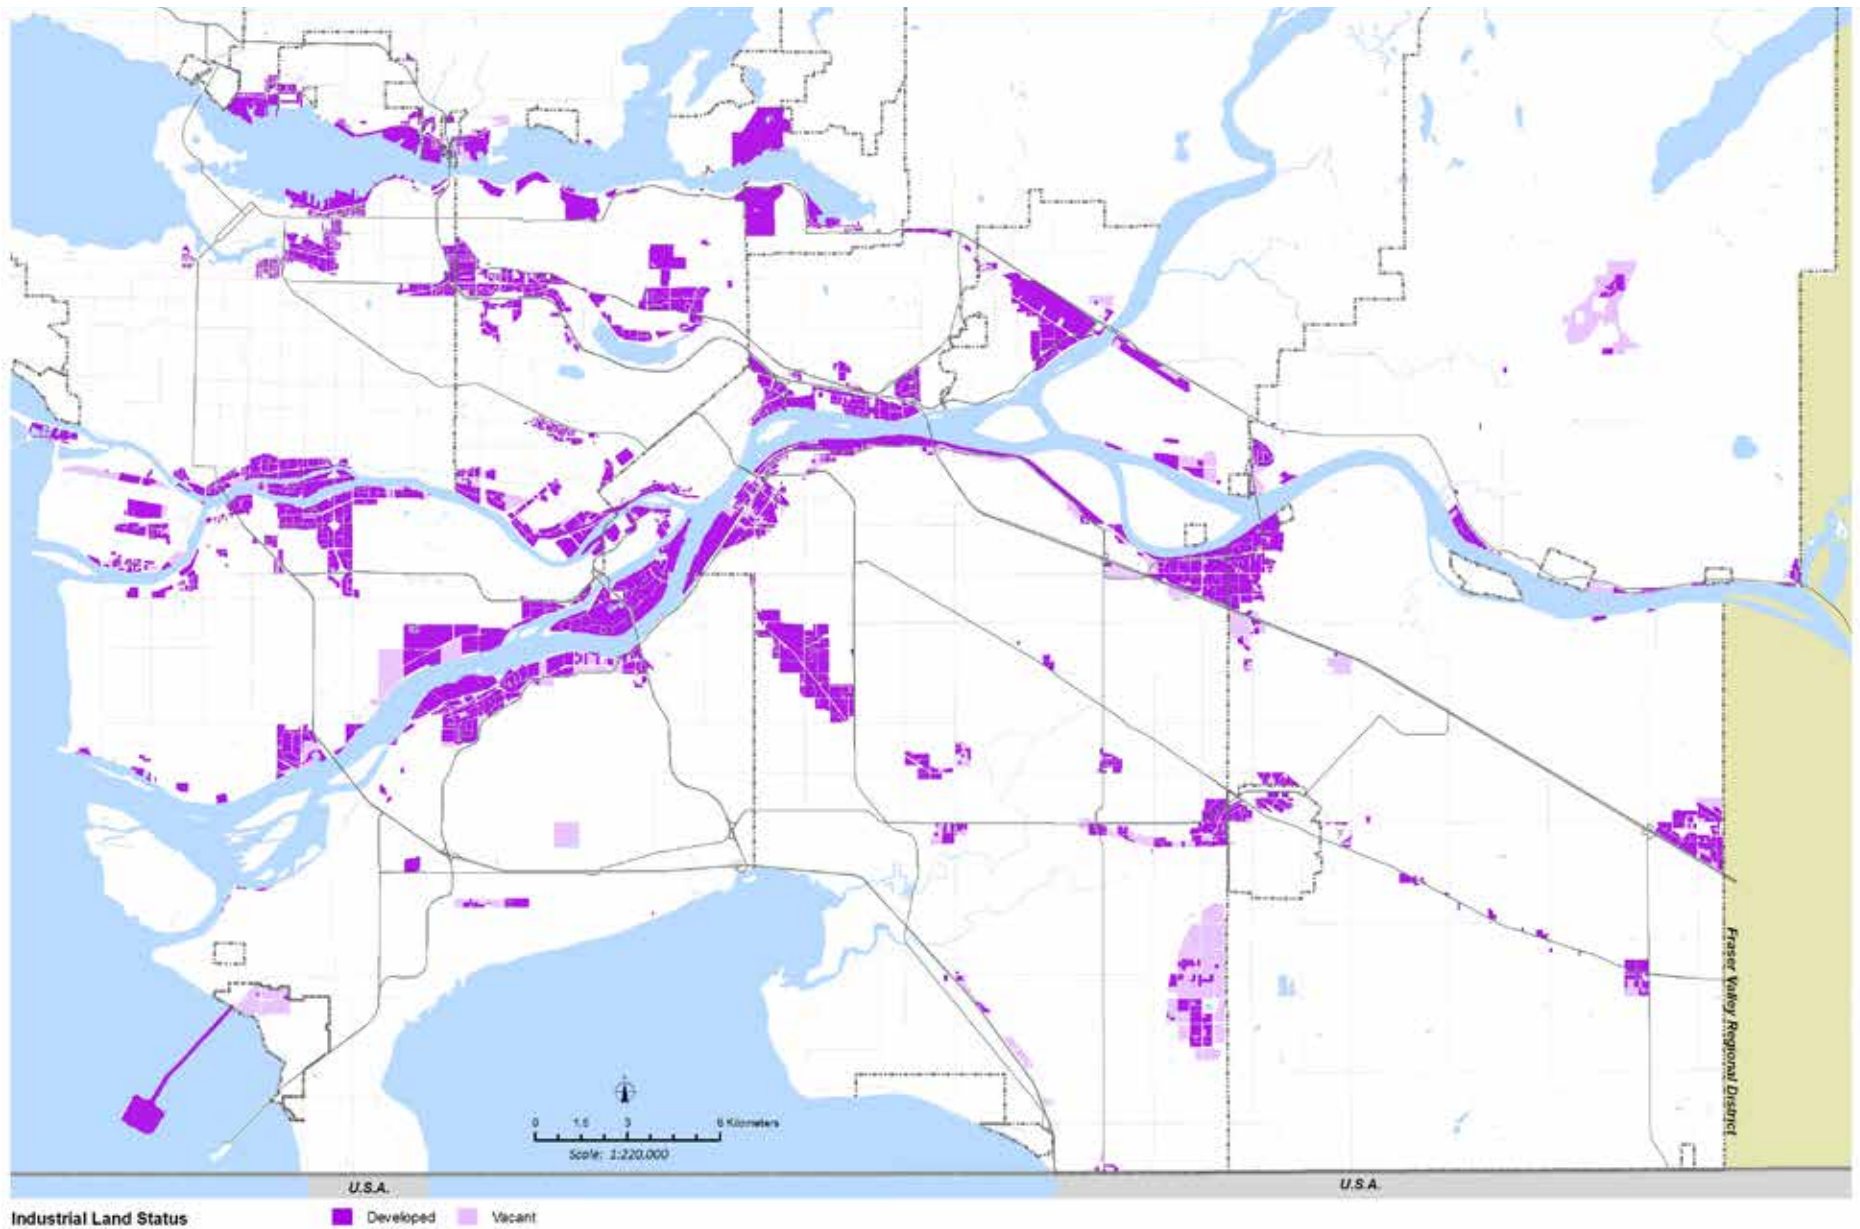 Fraser Valley Regional District
0 1.5 3 6 Kilometers
Scale: 1:220,000
U.S.A.
U.S.A.
Industrial Land Status Developed Vacant